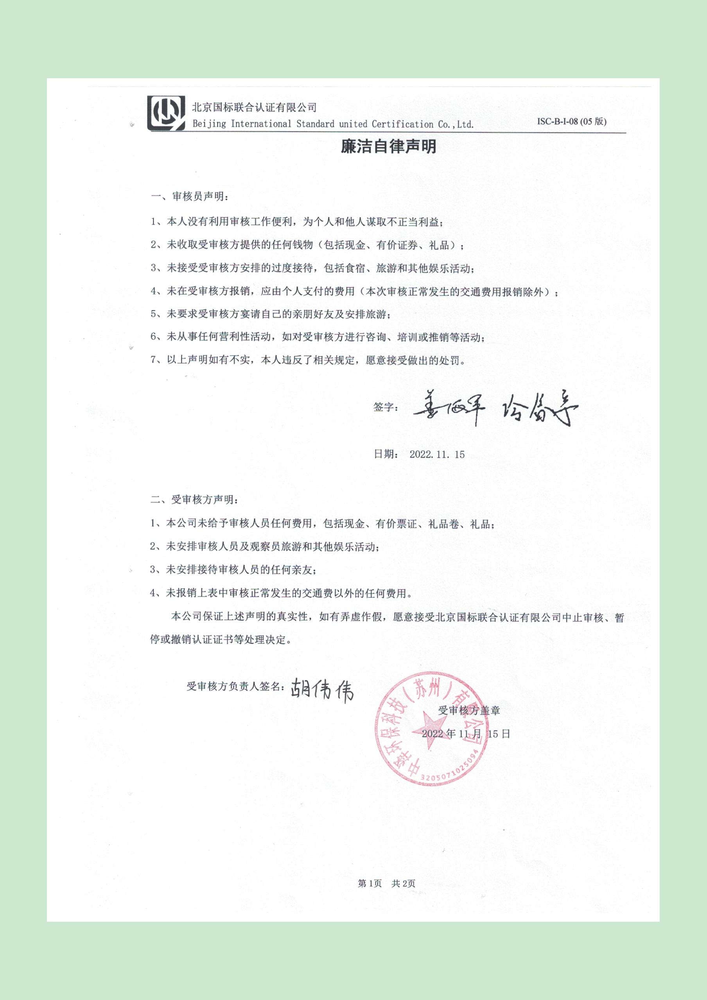 北京国标联合认证有限公司
Beijing International Standard united Certification Co.,Ltd.
ISC-B-I-08 (05 版)
廉洁自律声明
一、审核员声明：
1、本人没有利用审核工作便利，为个人和他人谋取不正当利益；
2、未收取受审核方提供的任何钱物（包括现金、有价证券、礼品）；
3、未接受受审核方安排的过度接待，包括食宿、旅游和其他娱乐活动；
4、未在受审核方报销，应由个人支付的费用（本次审核正常发生的交通费用报销除外）；
5、未要求受审核方宴请自己的亲朋好友及安排旅游；
6、未从事任何营利性活动，如对受审核方进行咨询、培训或推销等活动；
7、以上声明如有不实，本人违反了相关规定，愿意接受做出的处罚。
签字： 姜海军
日期： 2022.11.15
二、受审核方声明：
1、本公司未给予审核人员任何费用，包括现金、有价票证、礼品卷、礼品；
2、未安排审核人员及观察员旅游和其他娱乐活动；
3、未安排接待审核人员的任何亲友；
4、未报销上表中审核正常发生的交通费以外的任何费用。
本公司保证上述声明的真实性，如有弄虚作假，愿意接受北京国标联合认证有限公司中止审核、暂
停或撤销认证证书等处理决定。
受审核方负责人签名：胡伟伟
环保科技（苏州）有限公司
受审核方盖章
2022 年 11 月 15 日
3205071025094
第 1页 共 2页